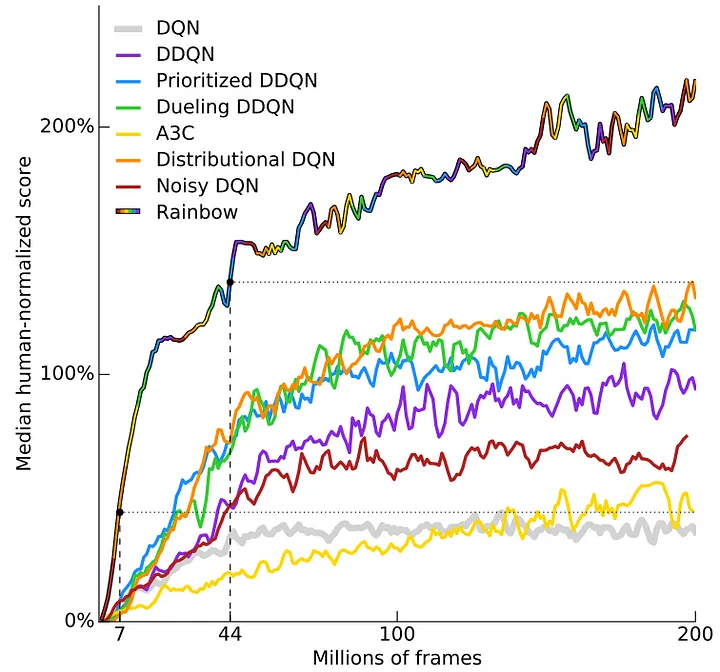 DQN
DDQN
Prioritized DDQN
Dueling DDQN
A3C
Distributional DQN
Noisy DQN
Rainbow
200%
100%
0%
Median human-normalized score
7 44 100 200
Millions of frames